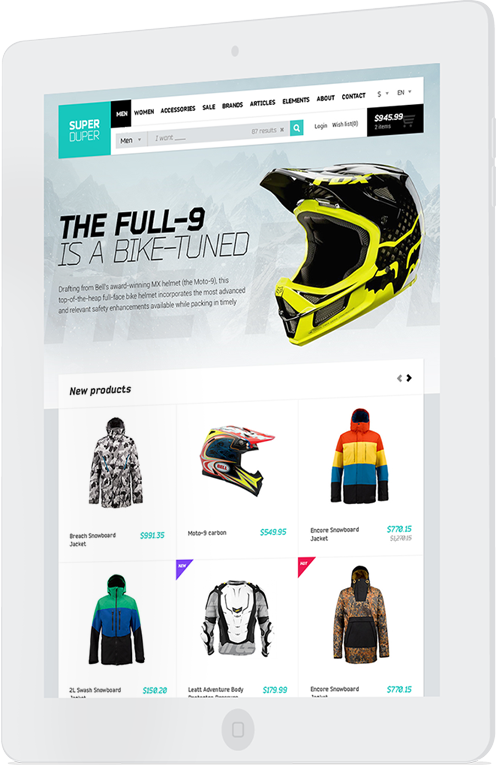 SUPER
DUPER
MEN WOMEN ACCESSORIES SALE BRANDS ARTICLES ELEMENTS ABOUT CONTACT $ EN
Men I want ___ 87 results × Login Wish list(0)
$945.99
2 items
FOX
THE FULL-9
IS A BIKE-TUNED
Drafting from Bell's award-winning MX helmet (the Moto-9), this
top-of-the-heap full-face bike helmet incorporates the most advanced
and relevant safety enhancements available while packing in timely
New products
Breach Snowboard
Jacket
$991.35
BELL
Moto-9 carbon
$549.95
Encore Snowboard
Jacket
$770.15
$1,270.15
2L Swash Snowboard
Jacket
$150.20
NEW
Leatt Adventure Body
Protector Pressure
$179.99
HOT
Encore Snowboard
Jacket
$770.15